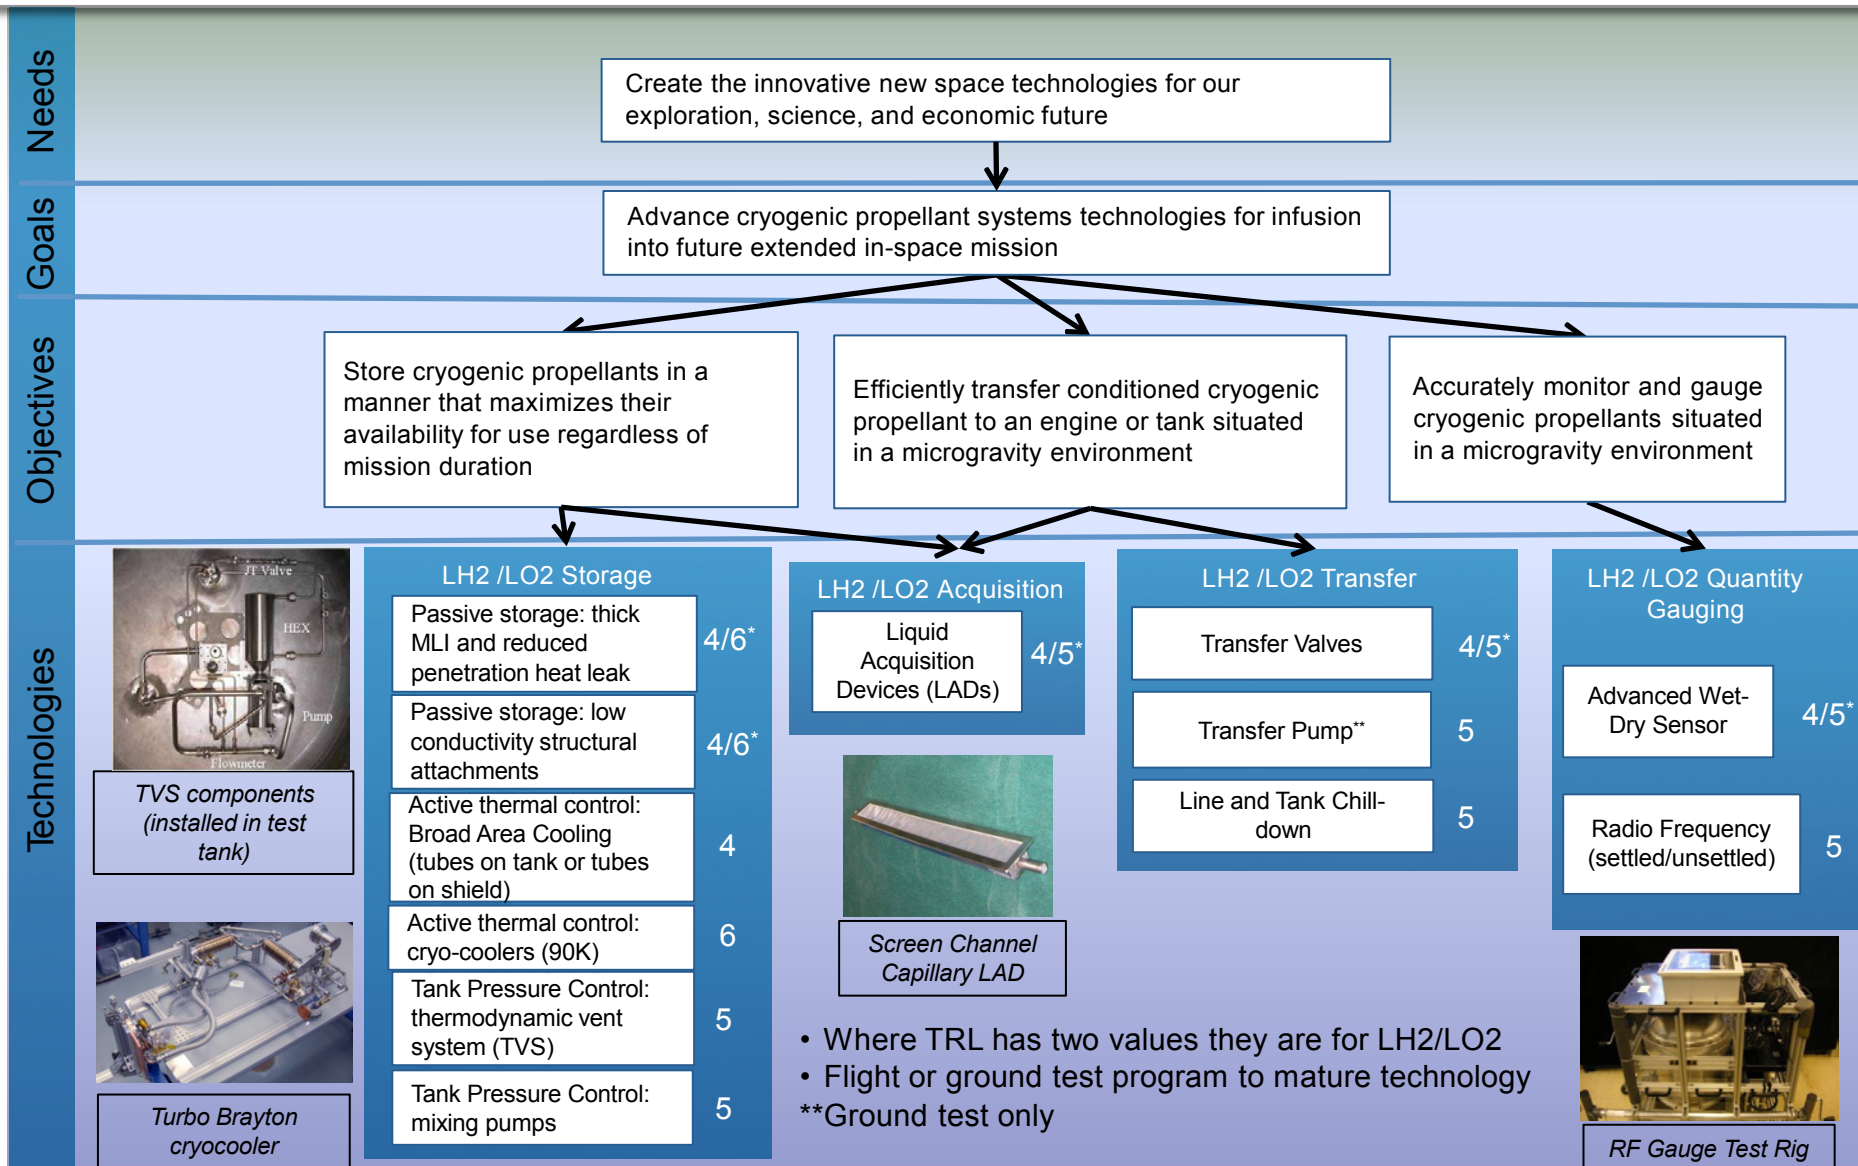 Needs
Create the innovative new space technologies for our
exploration, science, and economic future
Goals
Advance cryogenic propellant systems technologies for infusion
into future extended in-space mission
Objectives
Store cryogenic propellants in a
manner that maximizes their
availability for use regardless of
mission duration
Efficiently transfer conditioned cryogenic
propellant to an engine or tank situated
in a microgravity environment
Accurately monitor and gauge
cryogenic propellants situated
in a microgravity environment
Technologies
JT Valve
HEX
Pump
Flowmeter
TVS components
(installed in test
tank)
Turbo Brayton
cryocooler
LH2 /LO2 Storage
Passive storage: thick
MLI and reduced
penetration heat leak
4/6*
Passive storage: low
conductivity structural
attachments
4/6*
Active thermal control:
Broad Area Cooling
(tubes on tank or tubes
on shield)
4
Active thermal control:
cryo-coolers (90K)
6
Tank Pressure Control:
thermodynamic vent
system (TVS)
5
Tank Pressure Control:
mixing pumps
5
LH2 /LO2 Acquisition
Liquid
Acquisition
Devices (LADs)
4/5*
Screen Channel
Capillary LAD
LH2 /LO2 Transfer
Transfer Valves
4/5*
Transfer Pump**
5
Line and Tank Chill-
down
5
LH2 /LO2 Quantity
Gauging
Advanced Wet-
Dry Sensor
4/5*
Radio Frequency
(settled/unsettled)
5
RF Gauge Test Rig
• Where TRL has two values they are for LH2/LO2
• Flight or ground test program to mature technology
**Ground test only